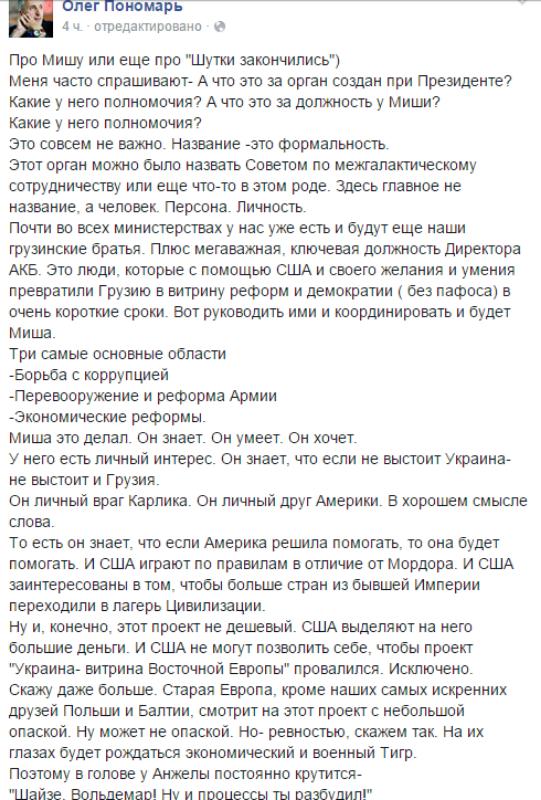 Олег Пономарь
4 ч. · отредактировано ·
Про Мишу или еще про "Шутки закончились")
Меня часто спрашивают- А что это за орган создан при Президенте?
Какие у него полномочия? А что это за должность у Миши?
Какие у него полномочия?
Это совсем не важно. Название -это формальность.
Этот орган можно было назвать Советом по межгалактическому
сотрудничеству или еще что-то в этом роде. Здесь главное не
название, а человек. Персона. Личность.
Почти во всех министерствах у нас уже есть и будут еще наши
грузинские братья. Плюс мегаважная, ключевая должность Директора
АКБ. Это люди, которые с помощью США и своего желания и умения
превратили Грузию в витрину реформ и демократии ( без пафоса) в
очень короткие сроки. Вот руководить ими и координировать и будет
Миша.
Три самые основные области
-Борьба с коррупцией
-Перевооружение и реформа Армии
-Экономические реформы.
Миша это делал. Он знает. Он умеет. Он хочет.
У него есть личный интерес. Он знает, что если не выстоит Украина-
не выстоит и Грузия.
Он личный враг Карлика. Он личный друг Америки. В хорошем смысле
слова.
То есть он знает, что если Америка решила помогать, то она будет
помогать. И США играют по правилам в отличие от Мордора. И США
заинтересованы в том, чтобы больше стран из бывшей Империи
переходили в лагерь Цивилизации.
Ну и, конечно, этот проект не дешевый. США выделяют на него
большие деньги. И США не могут позволить себе, чтобы проект
"Украина- витрина Восточной Европы" провалился. Исключено.
Скажу даже больше. Старая Европа, кроме наших самых искренних
друзей Польши и Балтии, смотрит на этот проект с небольшой
опаской. Ну может не опаской. Но- ревностью, скажем так. На их
глазах будет рождаться экономический и военный Тигр.
Поэтому в голове у Анжелы постоянно крутится-
"Шайзе, Вольдемар! Ну и процессы ты разбудил!"